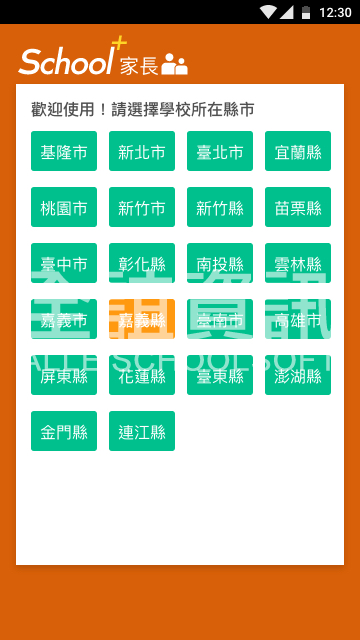 12:30
School+ 家長
歡迎使用！請選擇學校所在縣市
基隆市 新北市 臺北市 宜蘭縣
桃園市 新竹市 新竹縣 苗栗縣
臺中市 彰化縣 南投縣 雲林縣
全誼資訊
嘉義市 嘉義縣 臺南市 高雄市
ALLE SCHOOLSOFT
屏東縣 花蓮縣 臺東縣 澎湖縣
金門縣 連江縣